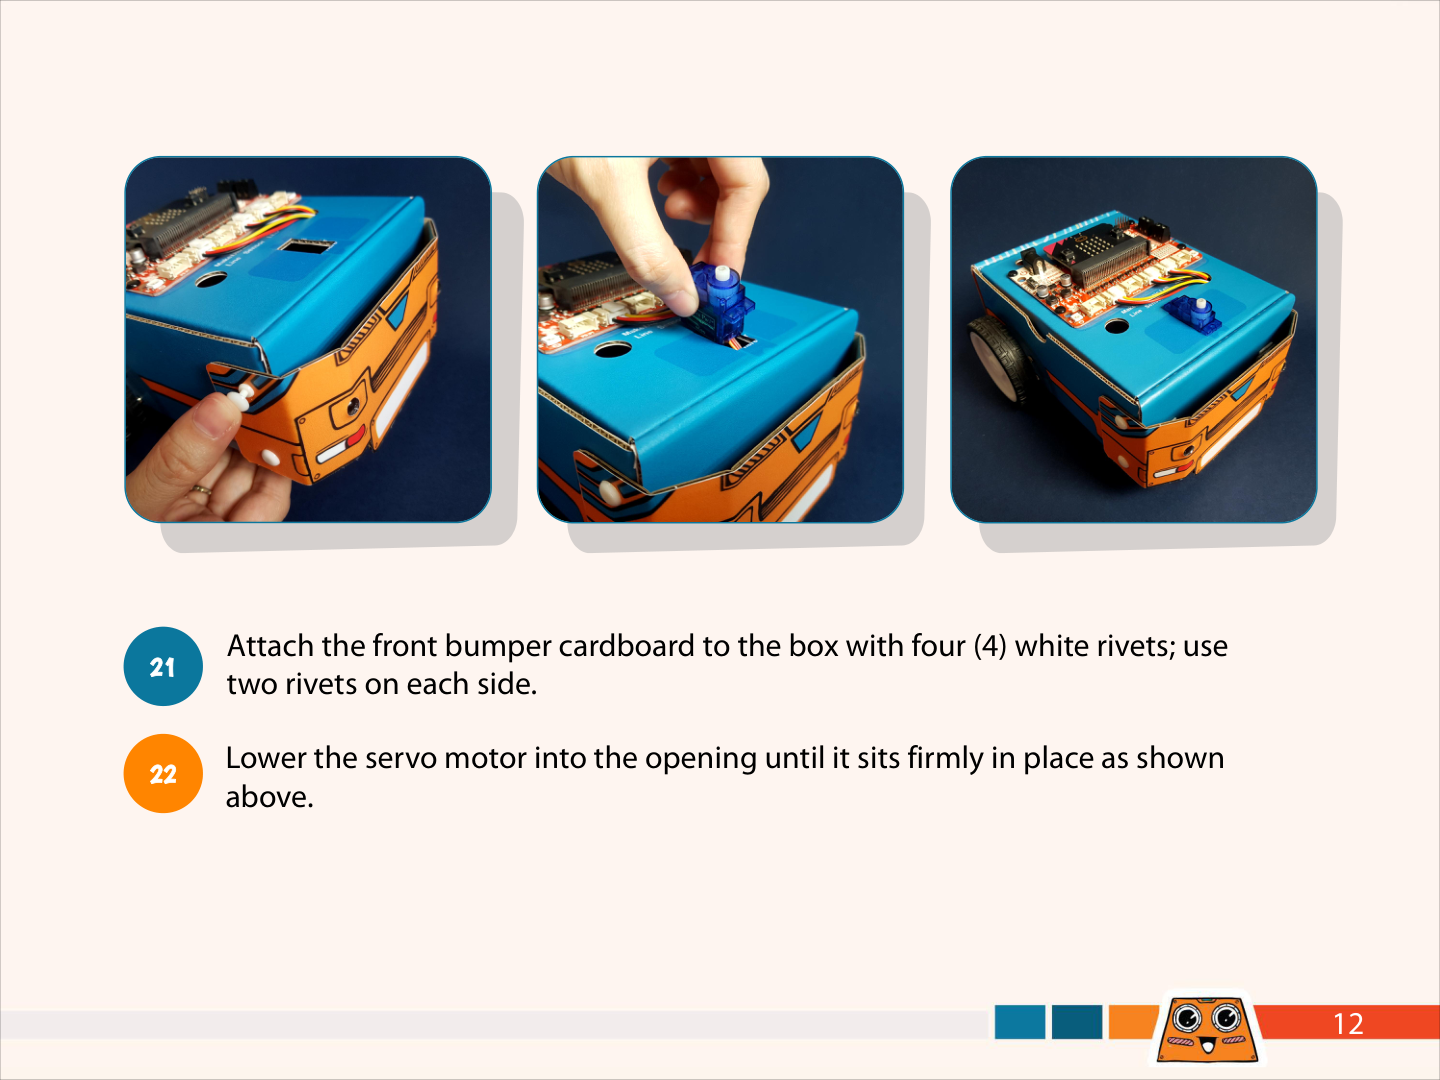 21
Attach the front bumper cardboard to the box with four (4) white rivets; use
two rivets on each side.
22
Lower the servo motor into the opening until it sits firmly in place as shown
above.
12